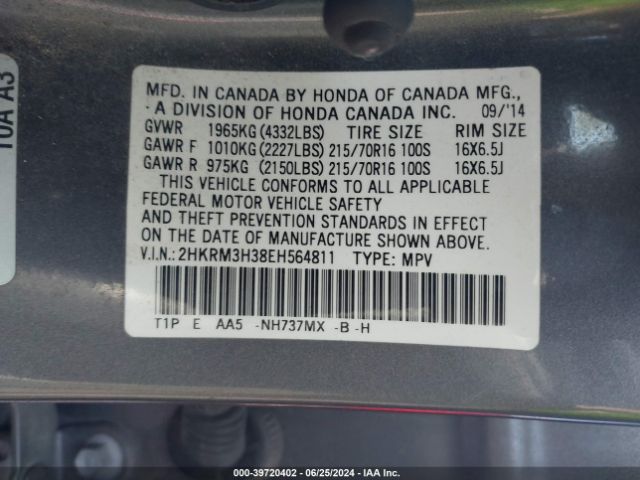 10A A3
MFD. IN CANADA BY HONDA OF CANADA MFG.,
A DIVISION OF HONDA CANADA INC. 09/'14
GVWR 1965KG (4332LBS) TIRE SIZE RIM SIZE
GAWR F 1010KG (2227LBS) 215/70R16 100S 16X6.5J
GAWR R 975KG (2150LBS) 215/70R16 100S 16X6.5J
THIS VEHICLE CONFORMS TO ALL APPLICABLE
FEDERAL MOTOR VEHICLE SAFETY
AND THEFT PREVENTION STANDARDS IN EFFECT
ON THE DATE OF MANUFACTURE SHOWN ABOVE.
V.I.N.: 2HKRM3H38EH564811 TYPE: MPV
T1P E AA5 -NH737MX -B -H
000-39720402 - 06/25/2024 - IAA Inc.